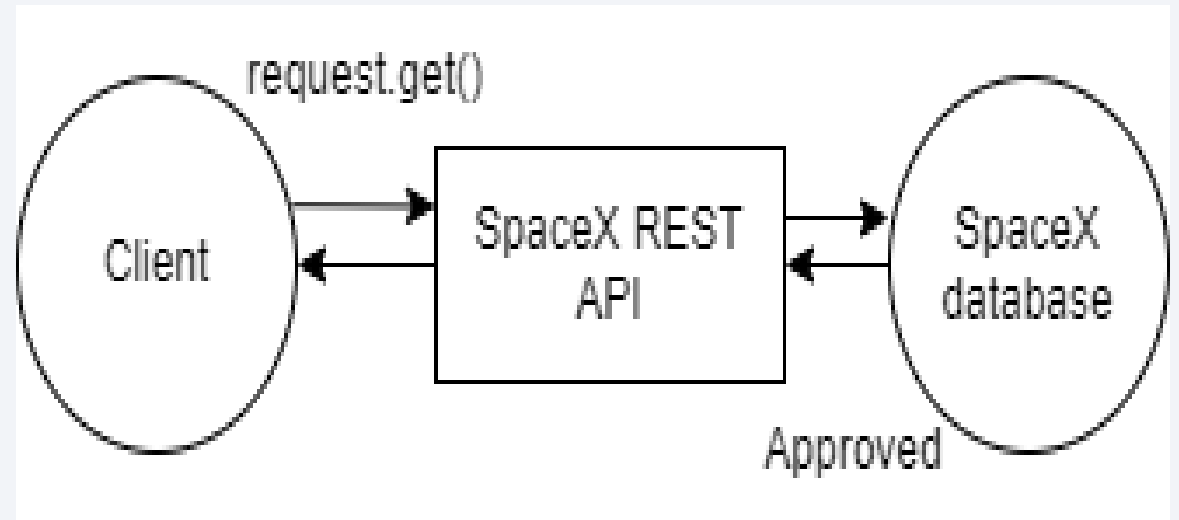 request.get()
Client
SpaceX REST
API
SpaceX
database
Approved